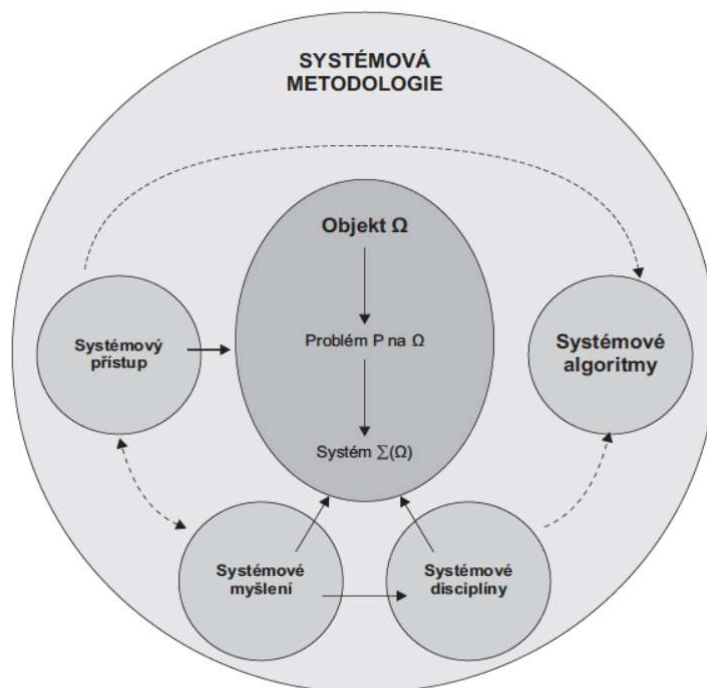 SYSTÉMOVÁ
METODOLOGIE
Objekt Ω
Systémový
přístup
Problém P na Ω
Systémové
algoritmy
Systém ∑(Ω)
Systémové
myšlení
Systémové
disciplíny